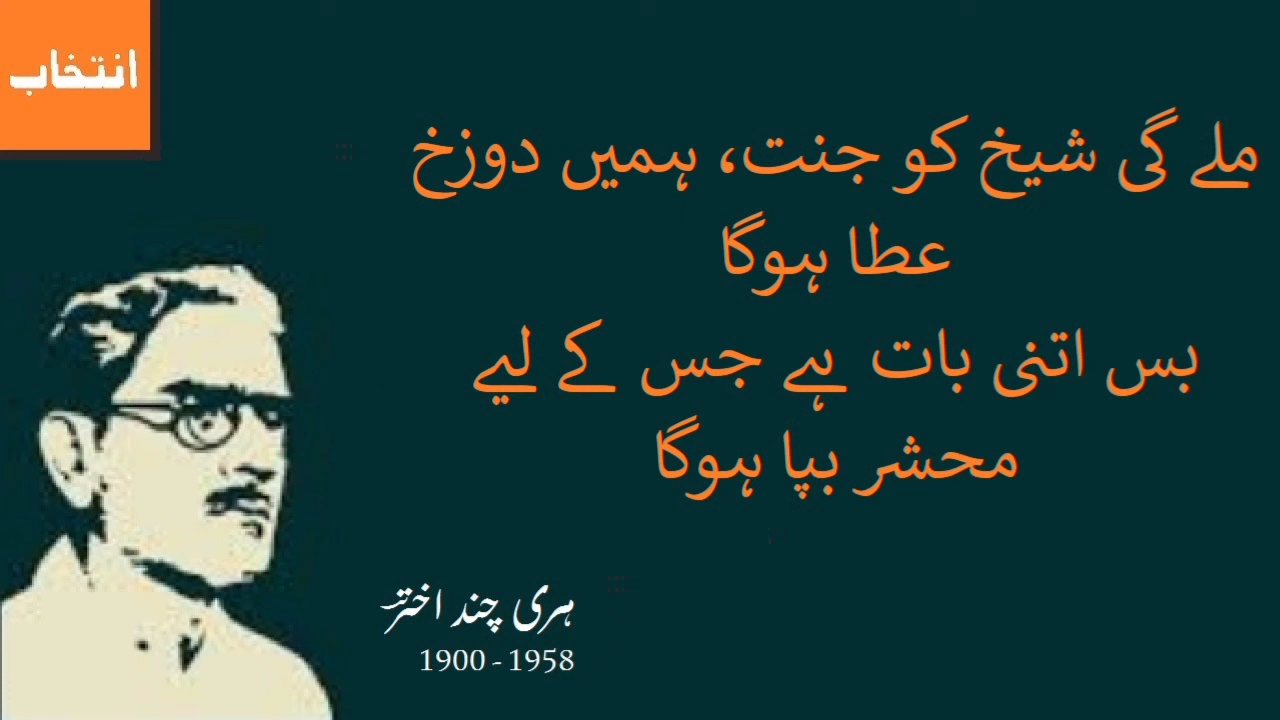 انتخاب
ملے گی شیخ کو جنت، ہمیں دوزخ
عطا ہوگا
بس اتنی بات ہے جس کے لیے
محشر بپا ہوگا
ہری چند اختر
1900 - 1958